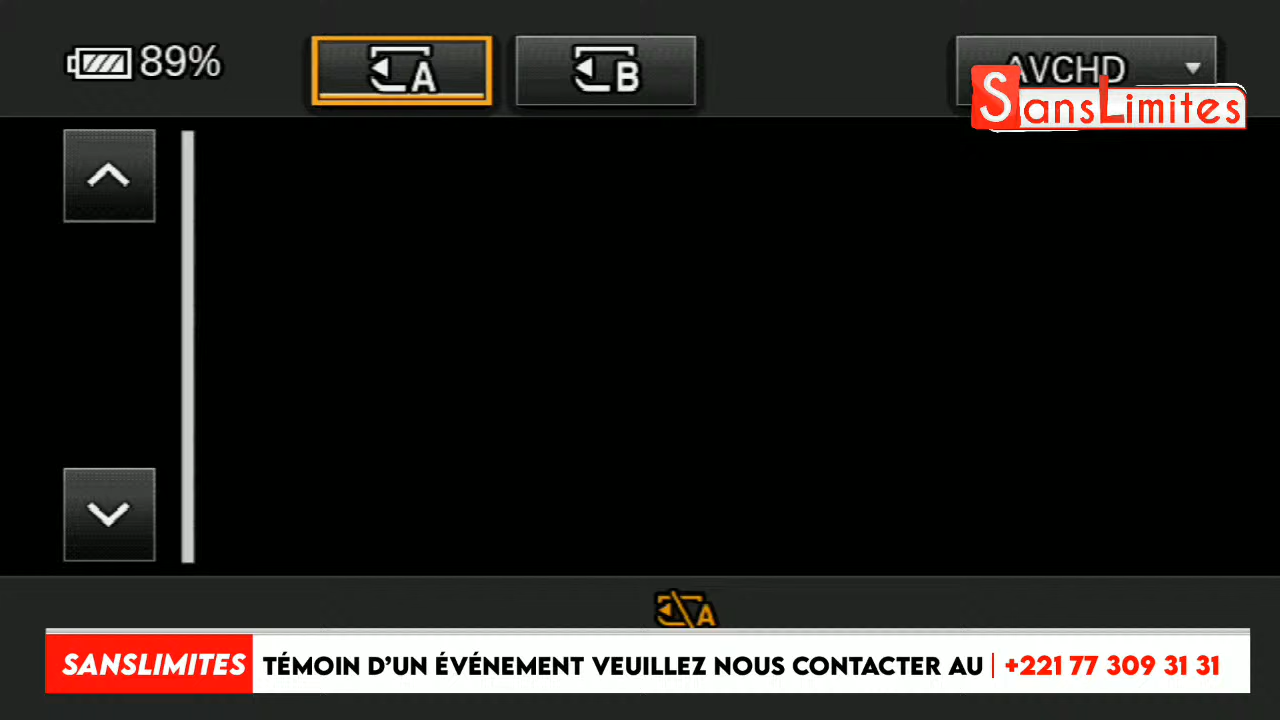 89%
A
B
AVCHD
SansLimites
A
SANSLIMITES TÉMOIN D'UN ÉVÉNEMENT VEUILLEZ NOUS CONTACTER AU | +221 77 309 31 31